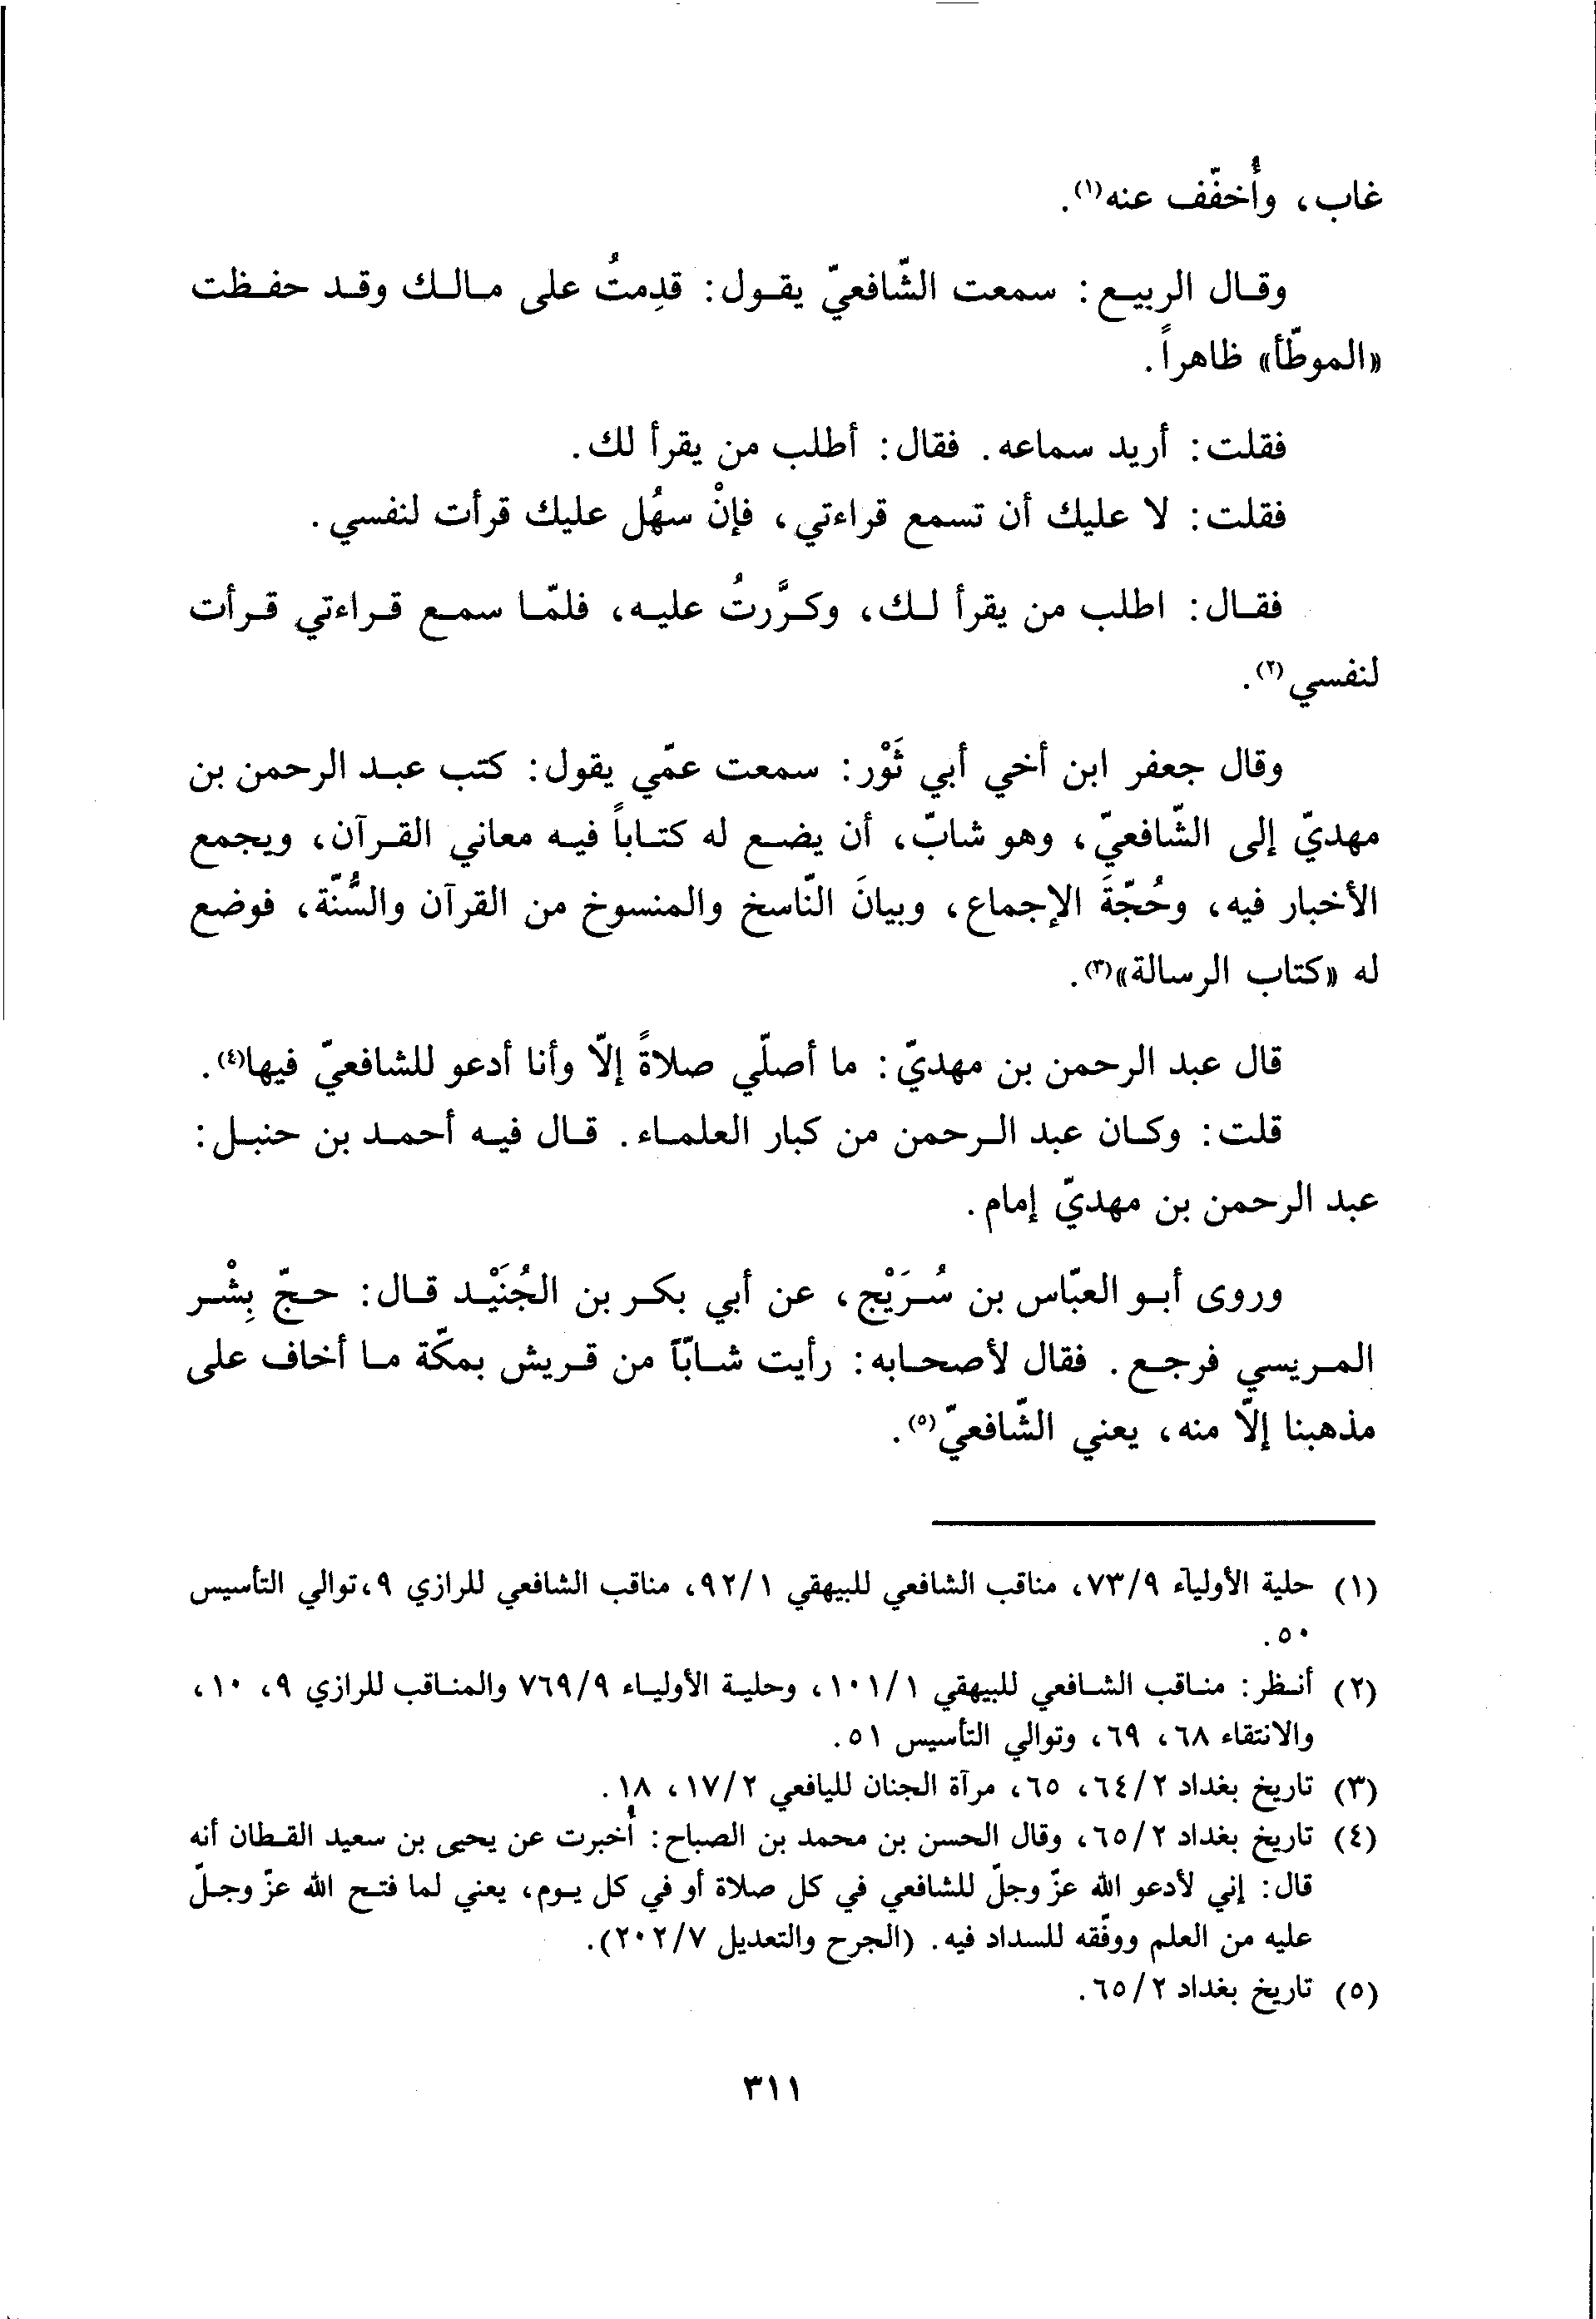 غاب، وأُخفّف عنه(١).
وقال الربيع: سمعت الشّافعيّ يقول: قدِمتُ على مالك وقد حفظت
«الموطّأ» ظاهراً.
فقلت: أريد سماعه. فقال: أطلب من يقرأ لك.
فقلت: لا عليك أن تسمع قراءتي، فإنْ سهُل عليك قرأت لنفسي.
فقال: اطلب من يقرأ لك، وكرَّرتُ عليه، فلمّا سمع قراءتي قرأت
لنفسي(٢).
وقال جعفر ابن أخي أبي ثَوْر: سمعت عمّي يقول: كتب عبد الرحمن بن
مهديّ إلى الشّافعيّ، وهو شابّ، أن يضع له كتاباً فيه معاني القرآن، ويجمع
الأخبار فيه، وحُجّةَ الإجماع، وبيانَ النّاسخ والمنسوخ من القرآن والسُّنّة، فوضع
له «كتاب الرسالة»(٣).
قال عبد الرحمن بن مهديّ: ما أصلّي صلاةً إلّا وأنا أدعو للشافعيّ فيها(٤).
قلت: وكان عبد الرحمن من كبار العلماء. قال فيه أحمد بن حنبل:
عبد الرحمن بن مهديّ إمام.
وروى أبو العبّاس بن سُرَيْج، عن أبي بكر بن الجُنَيْد قال: حجّ بِشْر
المريسي فرجع. فقال لأصحابه: رأيت شابّاً من قريش بمكّة ما أخاف على
مذهبنا إلّا منه، يعني الشّافعيّ(٥).
(١) حلية الأولياء ٧٣/٩، مناقب الشافعي للبيهقي ٩٢/١، مناقب الشافعي للرازي ٩، توالي التأسيس
٥٠.
(٢) أنظر: مناقب الشافعي للبيهقي ١٠١/١، وحلية الأولياء ٧٦٩/٩ والمناقب للرازي ٩، ١٠،
والانتقاء ٦٨، ٦٩، وتوالي التأسيس ٥١.
(٣) تاريخ بغداد ٦٤/٢، ٦٥، مرآة الجنان لليافعي ١٧/٢، ١٨.
(٤) تاريخ بغداد ٦٥/٢، وقال الحسن بن محمد بن الصباح: أُخبرت عن يحيى بن سعيد القطان أنه
قال: إني لأدعو الله عزّ وجلّ للشافعي في كل صلاة أو في كل يوم، يعني لما فتح الله عزّ وجلّ
عليه من العلم ووفّقه للسداد فيه. (الجرح والتعديل ٢٠٢/٧).
(٥) تاريخ بغداد ٦٥/٢.
٣١١